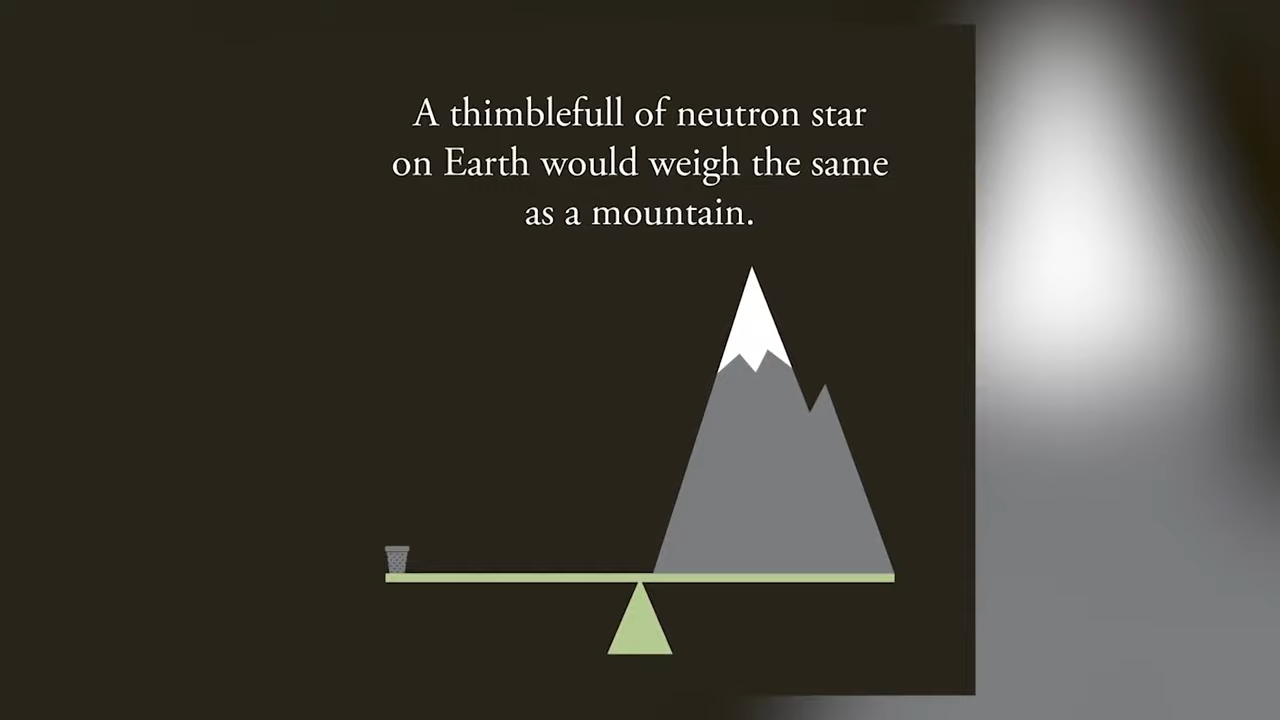 A thimblefull of neutron star
on Earth would weigh the same
as a mountain.